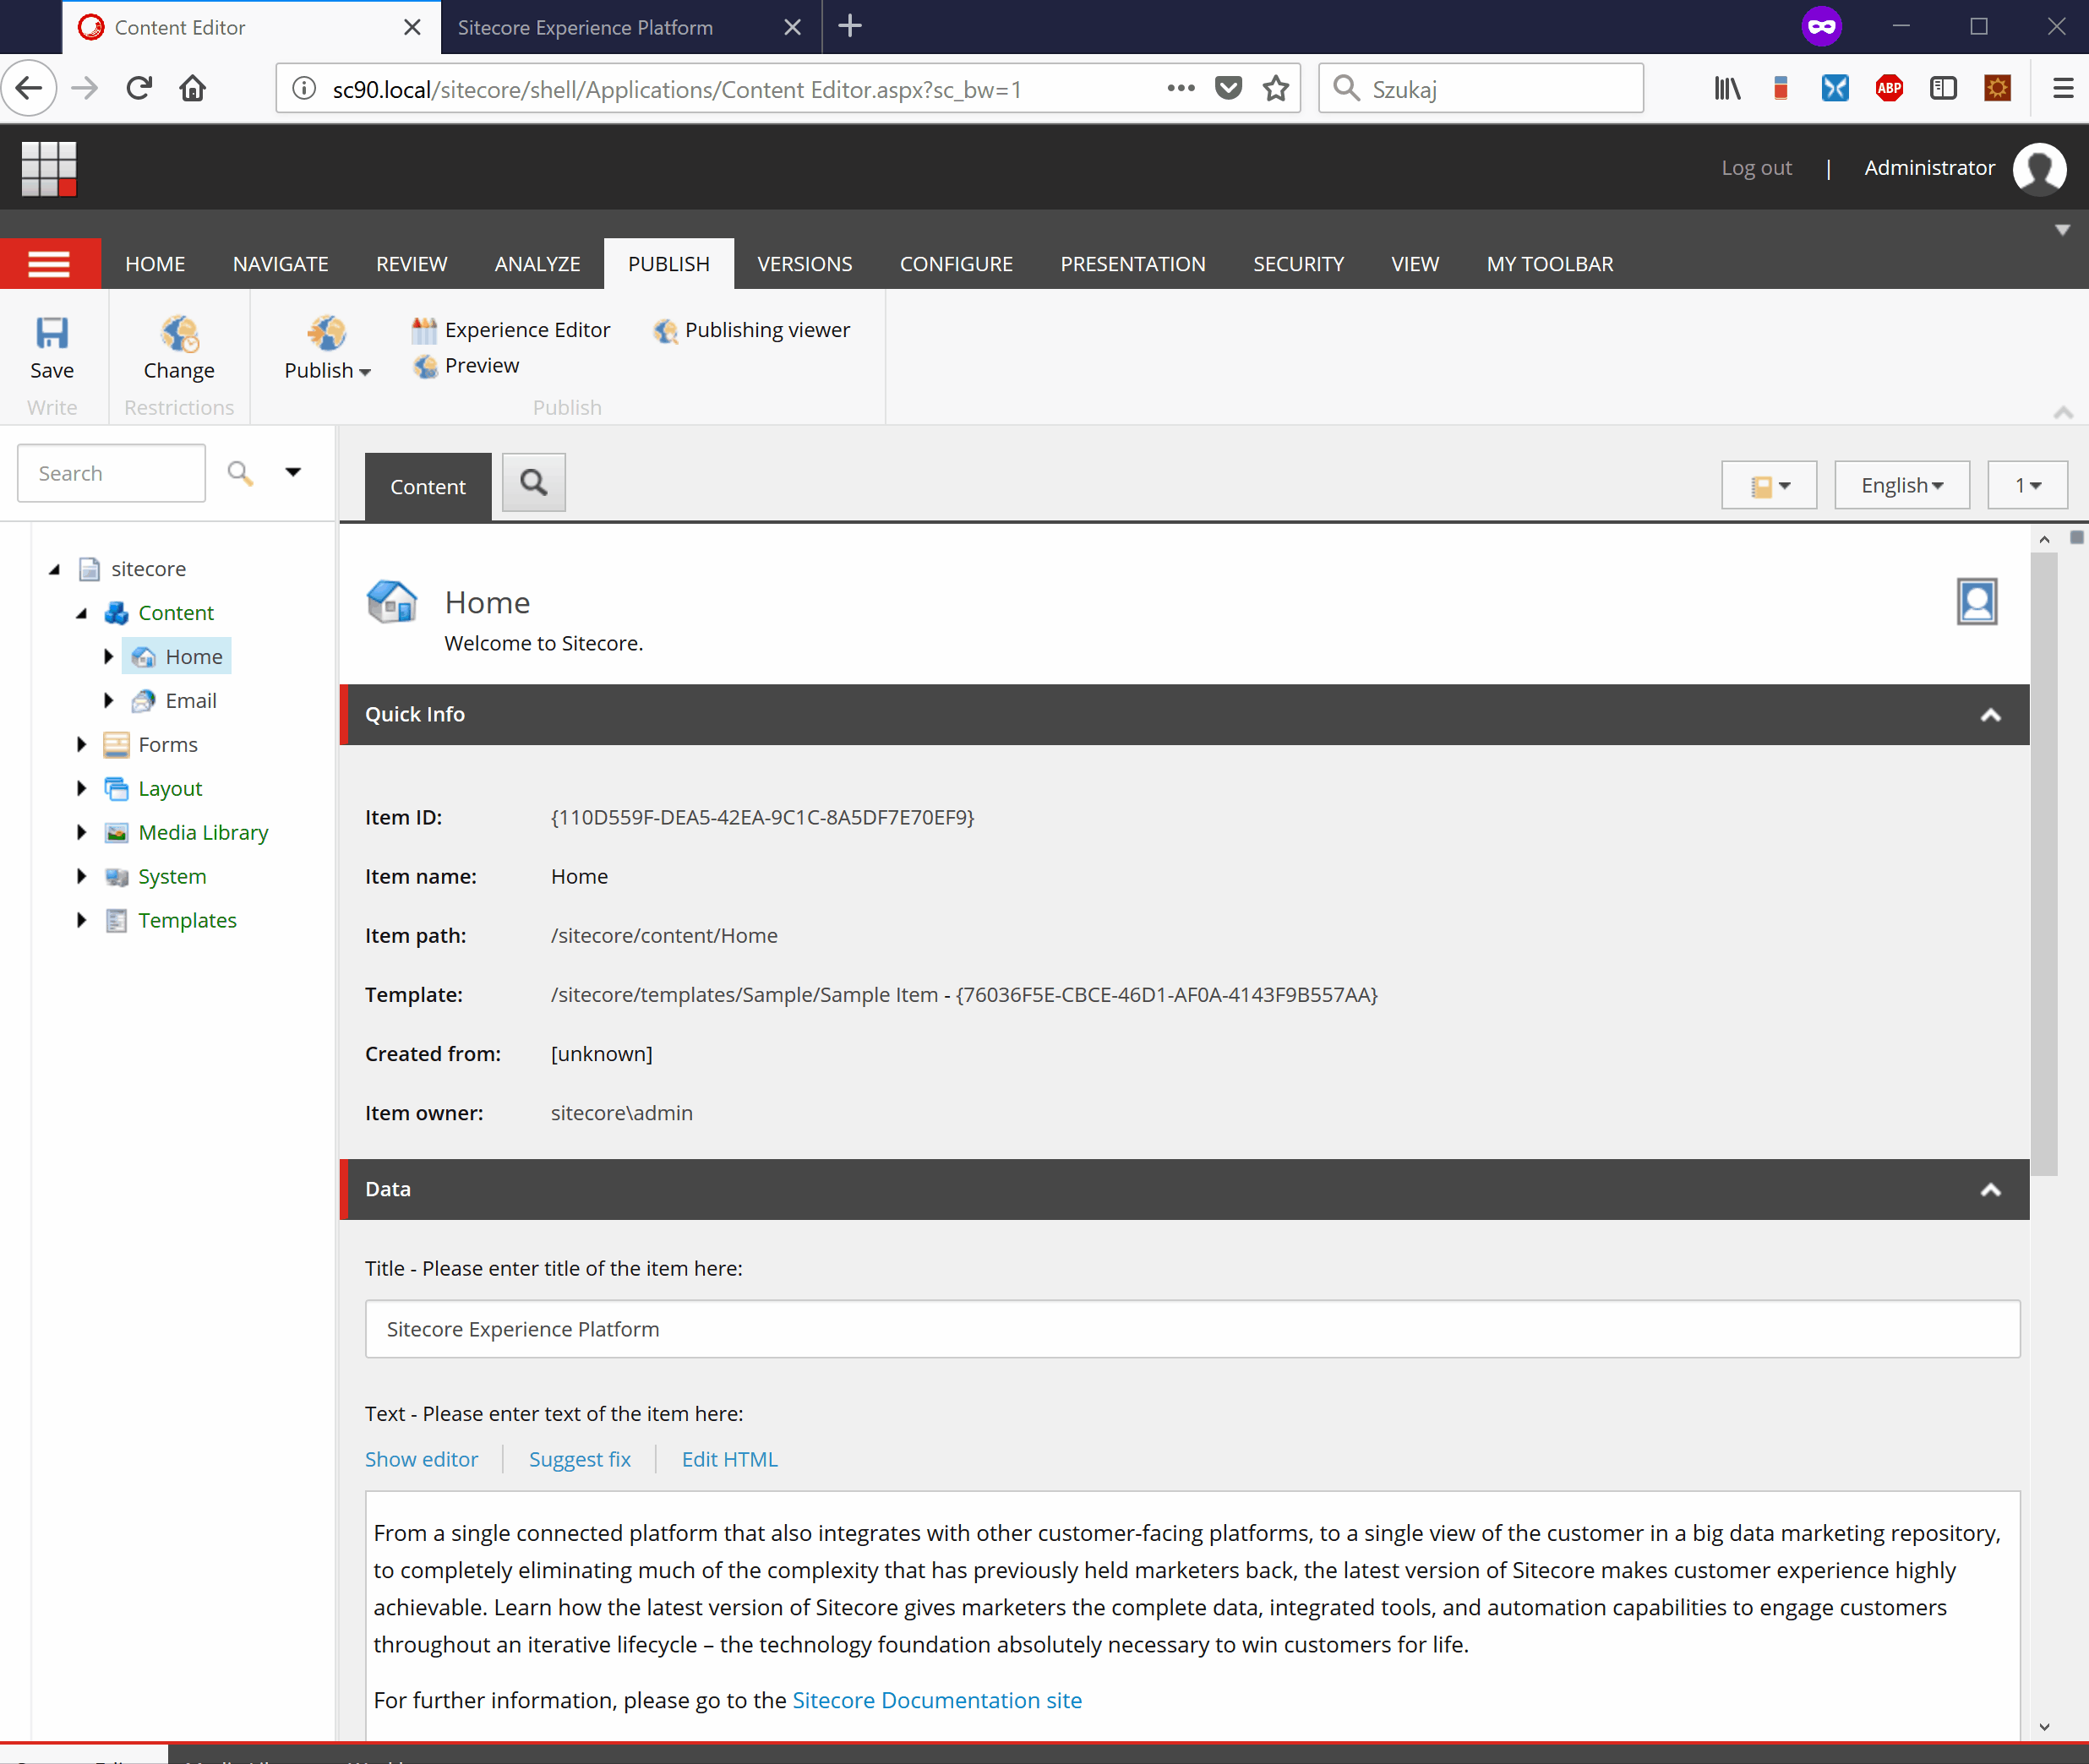 Content Editor
Sitecore Experience Platform
sc90.local/sitecore/shell/Applications/Content Editor.aspx?sc_bw=1
Szukaj
ABP
Log out | Administrator
HOME NAVIGATE REVIEW ANALYZE PUBLISH VERSIONS CONFIGURE PRESENTATION SECURITY VIEW MY TOOLBAR
Save
Write
Change
Restrictions
Publish
Experience Editor
Preview
Publishing viewer
Publish
Search
Content
English
1
sitecore
Content
Home
Email
Forms
Layout
Media Library
System
Templates
Home
Welcome to Sitecore.
Quick Info
Item ID: {110D559F-DEA5-42EA-9C1C-8A5DF7E70EF9}
Item name: Home
Item path: /sitecore/content/Home
Template: /sitecore/templates/Sample/Sample Item - {76036F5E-CBCE-46D1-AF0A-4143F9B557AA}
Created from: [unknown]
Item owner: sitecore\admin
Data
Title - Please enter title of the item here:
Sitecore Experience Platform
Text - Please enter text of the item here:
Show editor Suggest fix Edit HTML
From a single connected platform that also integrates with other customer-facing platforms, to a single view of the customer in a big data marketing repository,
to completely eliminating much of the complexity that has previously held marketers back, the latest version of Sitecore makes customer experience highly
achievable. Learn how the latest version of Sitecore gives marketers the complete data, integrated tools, and automation capabilities to engage customers
throughout an iterative lifecycle – the technology foundation absolutely necessary to win customers for life.
For further information, please go to the Sitecore Documentation site